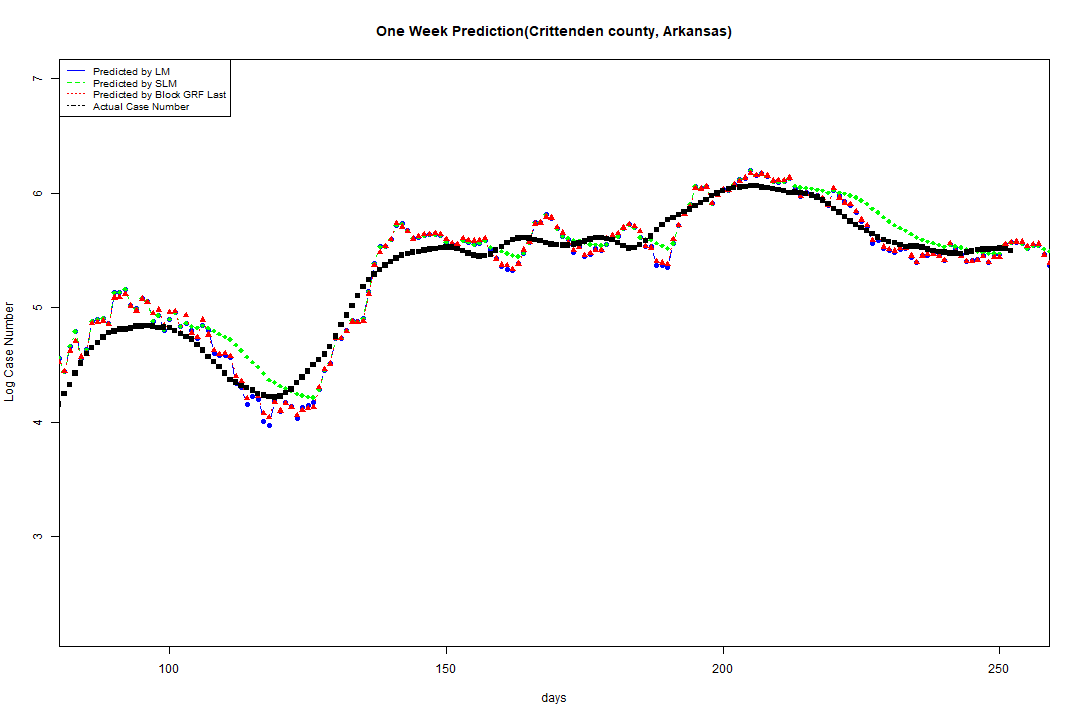 One Week Prediction(Crittenden county, Arkansas)
Predicted by LM
Predicted by SLM
Predicted by Block GRF Last
Actual Case Number
7
6
5
4
3
Log Case Number
100 150 200 250
days